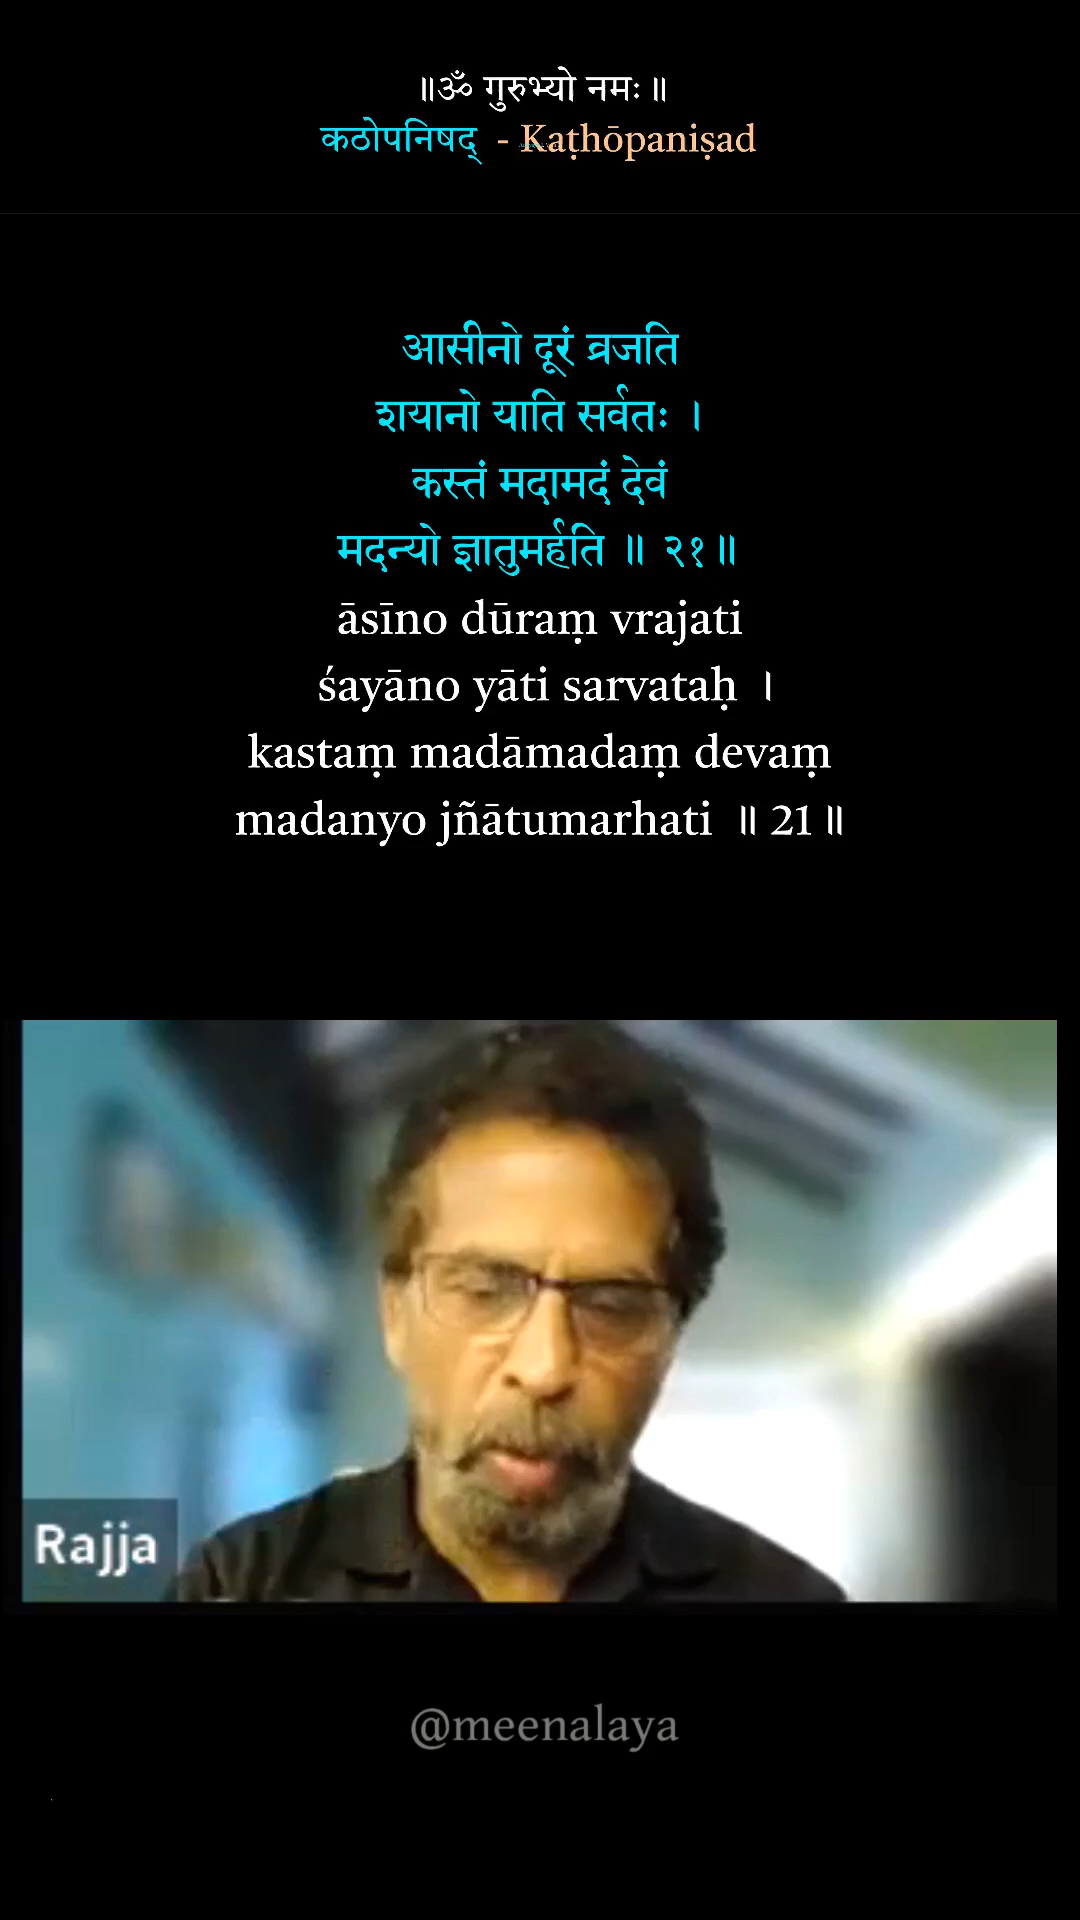 ॥ॐ गुरुभ्यो नमः॥
कठोपनिषद् - Kaṭhōpaniṣad
आसीनो दूरं व्रजति
शयानो याति सर्वतः ।
कस्तं मदामदं देवं
मदन्यो ज्ञातुमर्हति ॥ २१॥
āsīno dūraṃ vrajati
śayāno yāti sarvataḥ ।
kastaṃ madāmadaṃ devaṃ
madanyo jñātumarhati ॥ 21॥
Rajja
@meenalaya